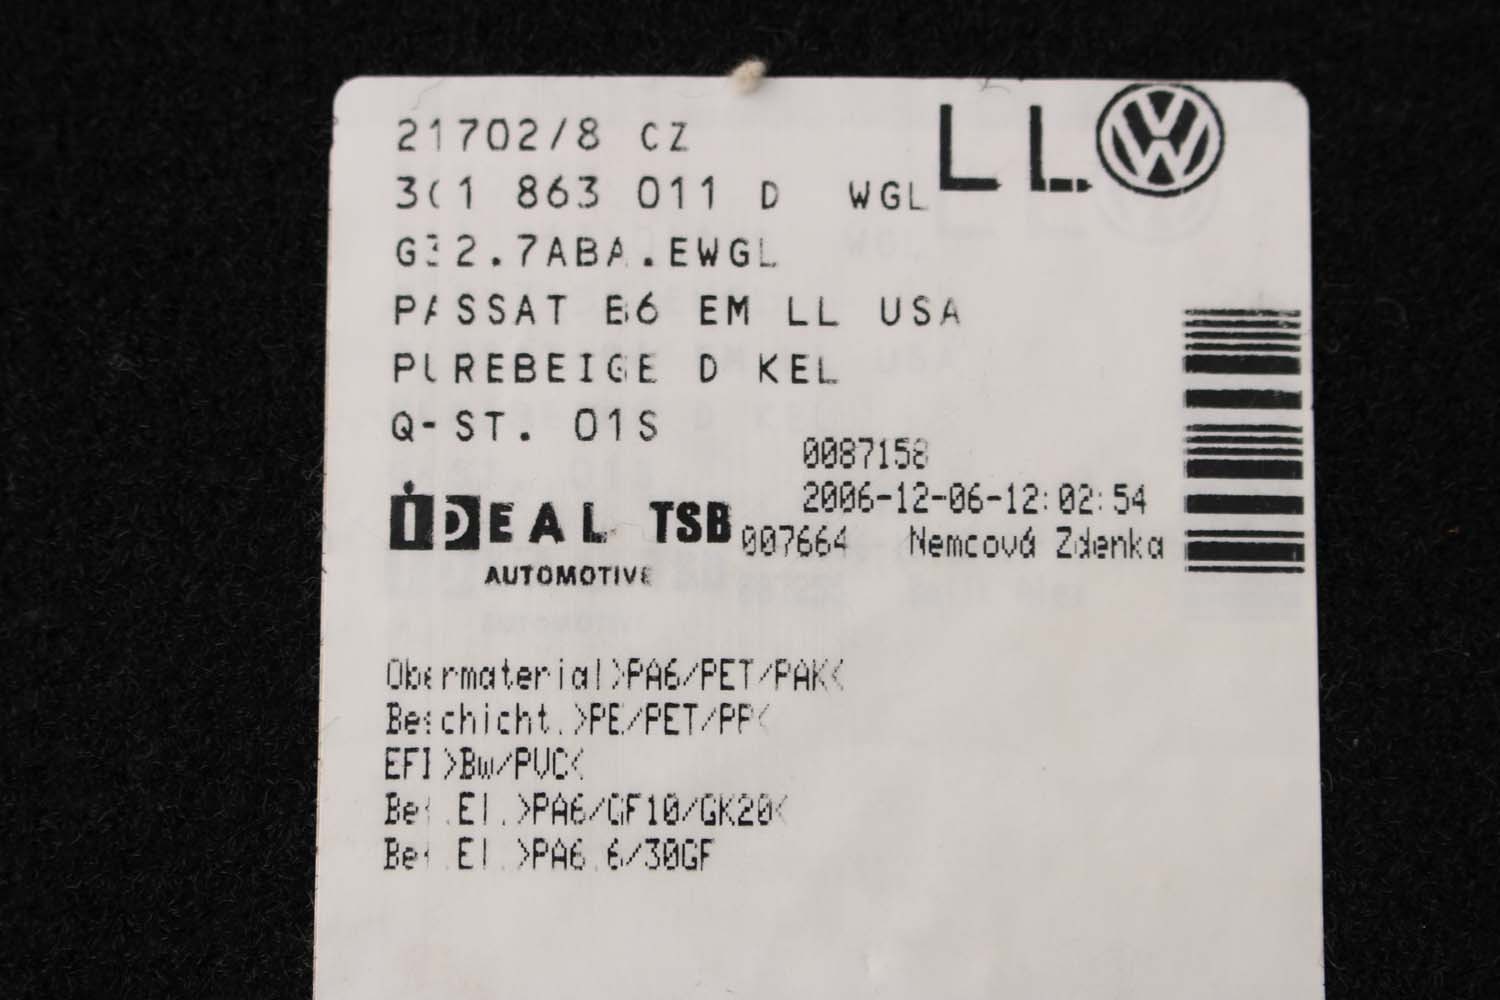 21702/8 CZ
3C1 863 011 D WGL LL
G32.7ABA.EWGL
PASSAT B6 EM LL USA
PUREBEIGE D KEL
Q-ST. 01S
0087158
2006-12-06-12:02:54
iDEAL TSB 007664 Nemcová Zdenka
AUTOMOTIVE
Obermaterial>PA6/PET/PAK<
Beschicht.>PE/PET/PP<
EFI>Bw/PVC<
Bef.El.>PA6/GF10/GK20<
Bef.El.>PA6.6/30GF